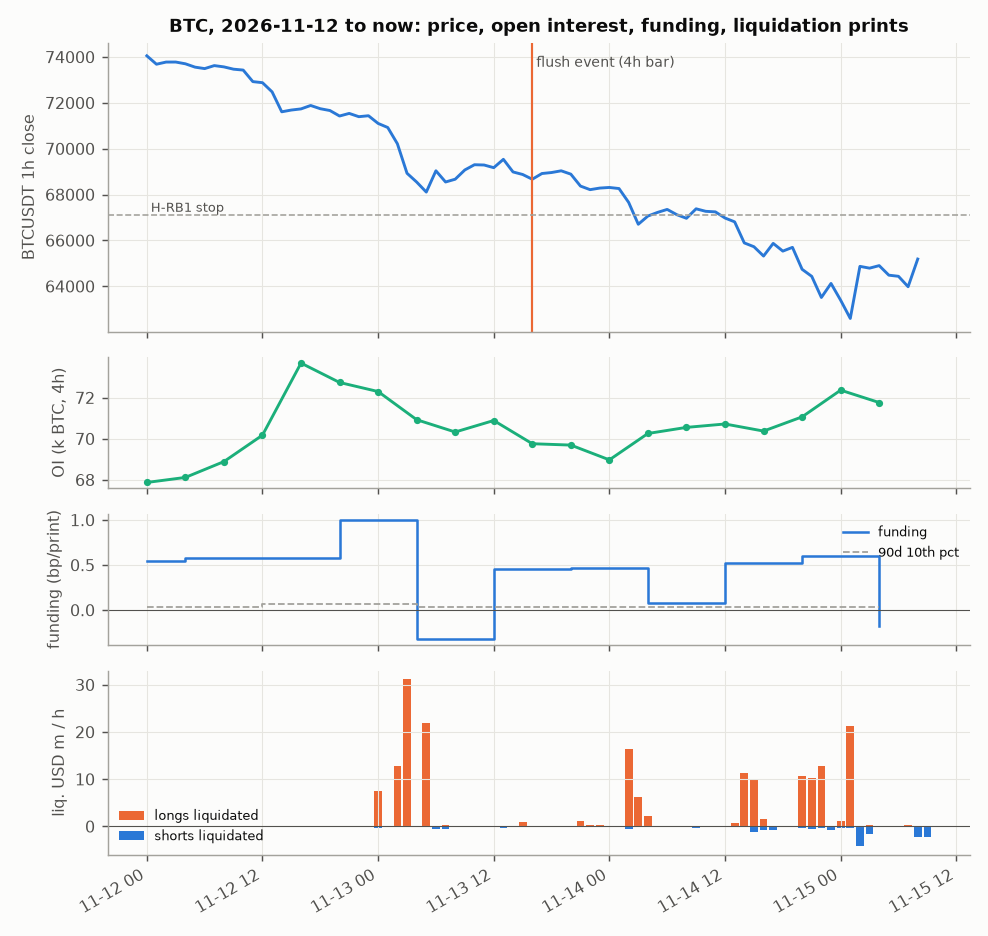 BTC, 2026-11-12 to now: price, open interest, funding, liquidation prints
BTCUSDT 1h close
74000
72000
70000
68000
66000
64000
flush event (4h bar)
H-RB1 stop
OI (k BTC, 4h)
72
70
68
funding (bp/print)
1.0
0.5
0.0
funding
90d 10th pct
liq. USD m / h
30
20
10
0
longs liquidated
shorts liquidated
11-12 00
11-12 12
11-13 00
11-13 12
11-14 00
11-14 12
11-15 00
11-15 12